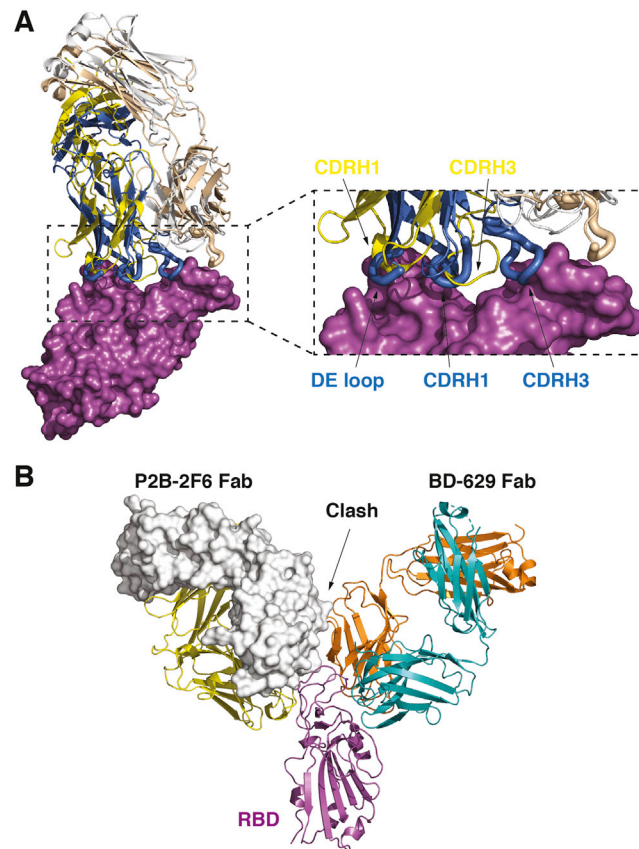 A
CDRH1 CDRH3
DE loop CDRH1 CDRH3
B
P2B-2F6 Fab BD-629 Fab
Clash
RBD